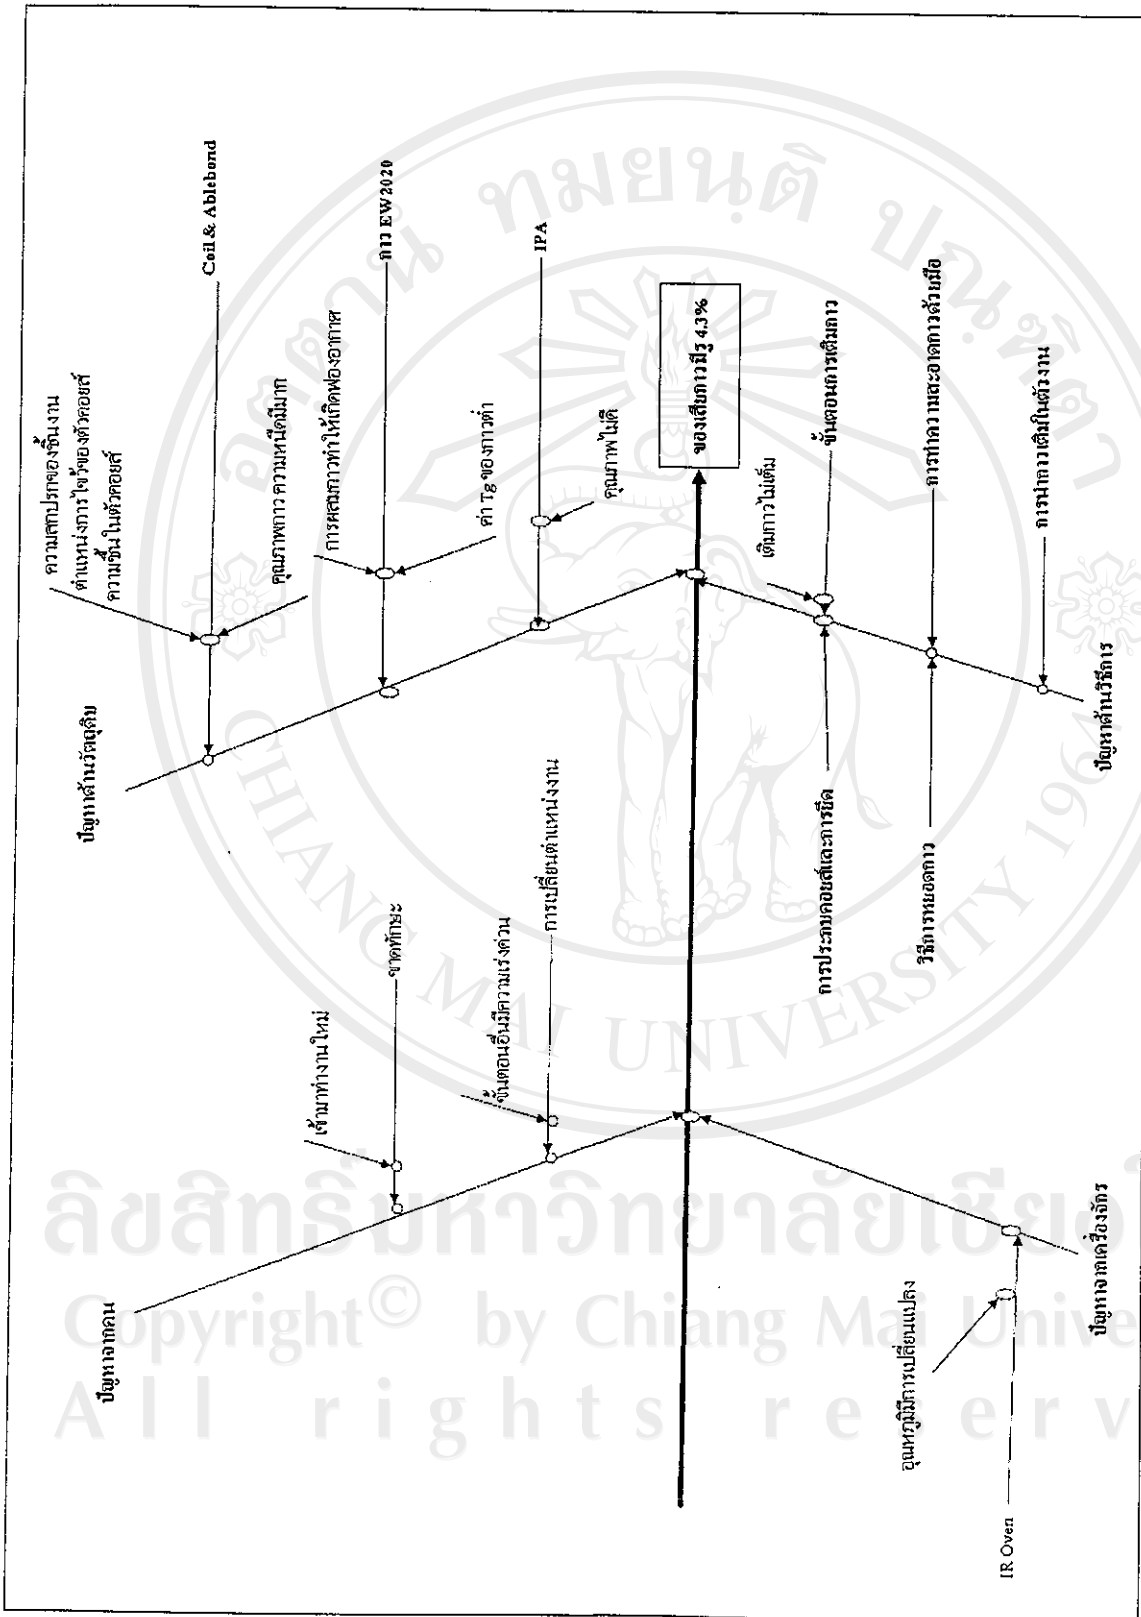 ปัญหาจากคน
เข้ามาทำงานใหม่
ขาดทักษะ
ขั้นตอนอื่นมีความเร่งด่วน
การเปลี่ยนตำแหน่งงาน
ปัญหาด้านวัตถุดิบ
ความสกปรกของชิ้นงาน
ตำแหน่งการไขว้ของตัวคอยล์
ความชื้นในตัวคอยล์
Coil & Ablebond
คุณภาพกาว ความหนืดมีมาก
การผสมกาวทำให้เกิดฟองอากาศ
กาว EW2020
ค่า Tg ของกาวต่ำ
IPA
คุณภาพไม่ดี
ของเสียกาวมีรู 4.3%
เติมกาวไม่เต็ม
ขั้นตอนการเติมกาว
การประกบคอยส์และการยึด
การทำความสะอาดกาวด้วยมือ
วิธีการหยอดกาว
การนำกาวเติมในตัวงาน
ปัญหาด้านวิธีการ
อุณหภูมิมีการเปลี่ยนแปลง
IR Oven
ปัญหาจากเครื่องจักร
ทมยนฺติ ปณฺฑิตา
CHIANG MAI UNIVERSITY 1964
ลิขสิทธิ์มหาวิทยาลัยเชียง
Copyright© by Chiang Mai Unive
All rights re erv